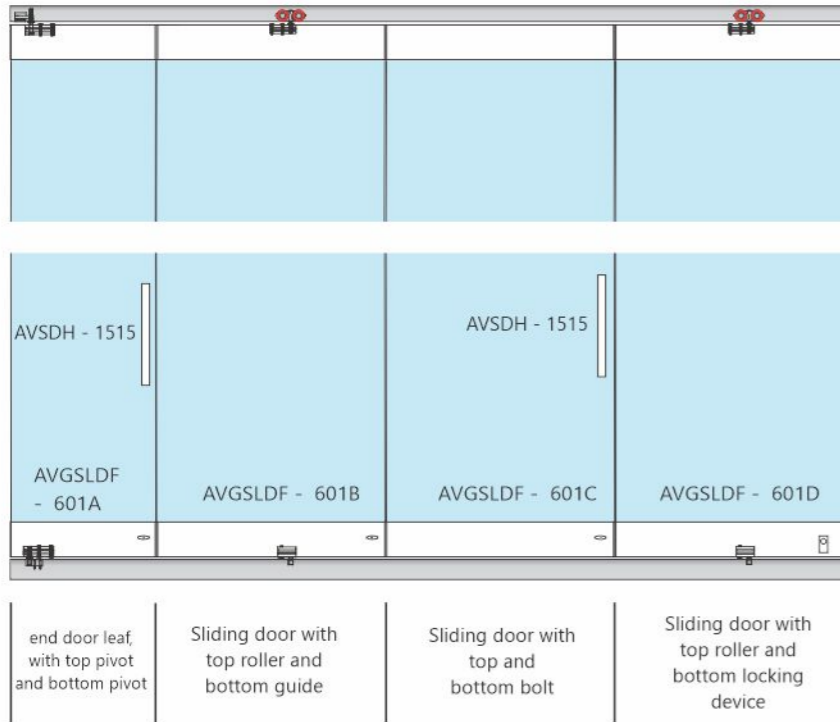 AVSDH - 1515
AVSDH - 1515
AVGSLDF
- 601A
AVGSLDF - 601B
AVGSLDF - 601C
AVGSLDF - 601D
end door leaf,
with top pivot
and bottom pivot
Sliding door with
top roller and
bottom guide
Sliding door with
top and
bottom bolt
Sliding door with
top roller and
bottom locking
device